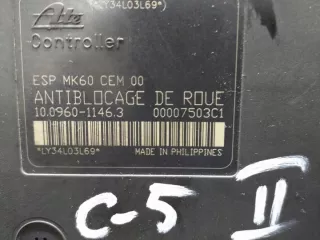 *LY34L03L69*)
Ate
Controller
ESP MK60 CEM 00
ANTIBLOCAGE DE ROUE
10.0960-1146.3 00007503C1
*LY34L03L69* MADE IN PHILIPPINES
C-5 II